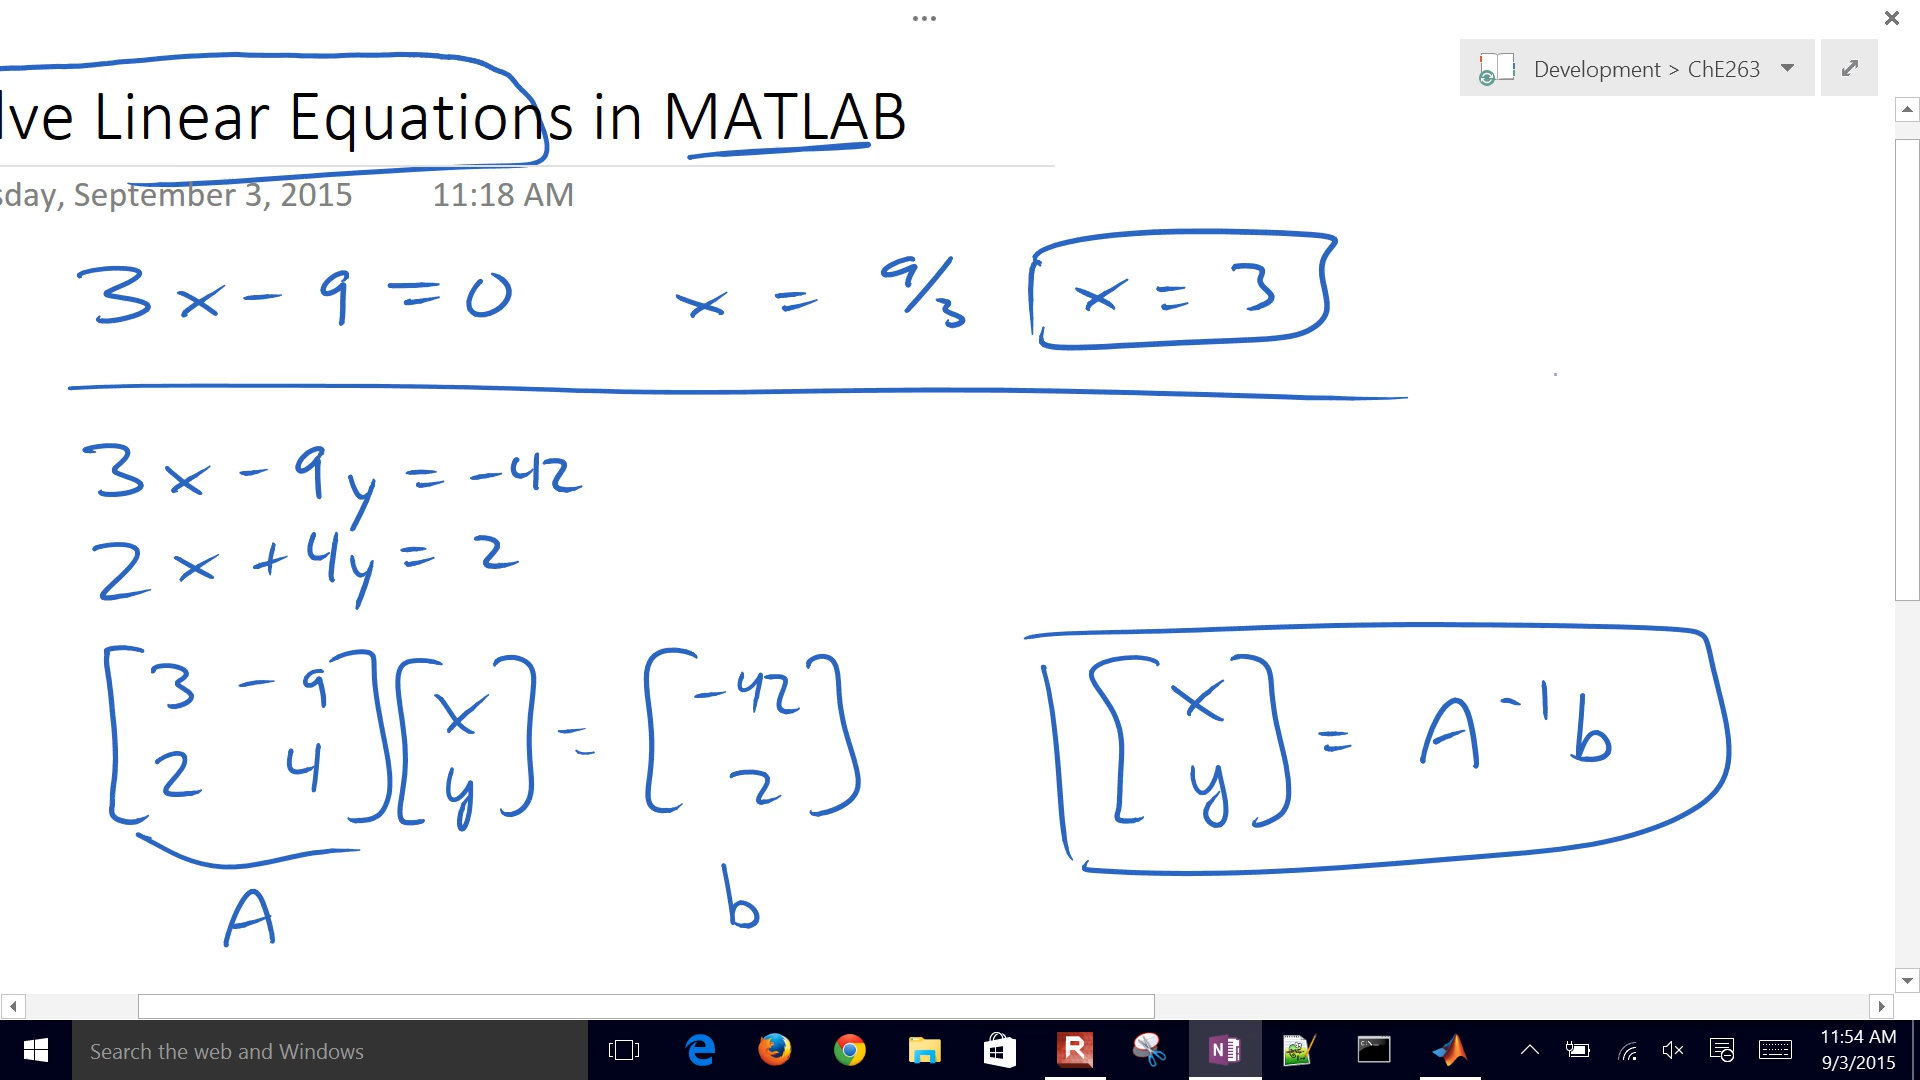 Development > ChE263
lve Linear Equations in MATLAB
sday, September 3, 2015 11:18 AM
3x - 9 = 0 x = 9/3 x = 3
3x - 9y = -42
2x + 4y = 2
[3 -9] [x] = [-42] [x] = A⁻¹b
[2 4] [y] [2] [y]
A b
Search the web and Windows
11:54 AM
9/3/2015